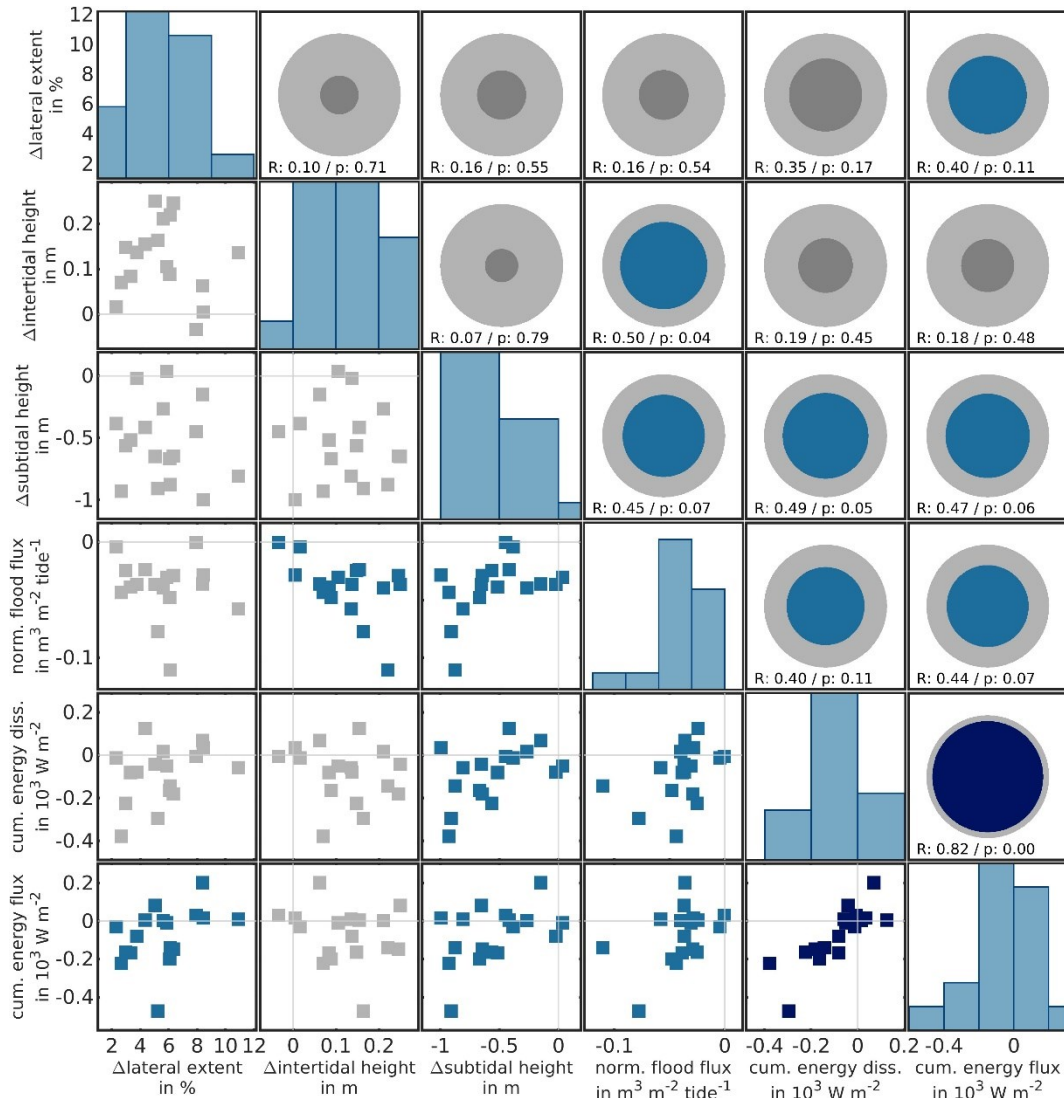 Δlateral extent
in %
12
10
8
6
4
2
R: 0.10 / p: 0.71
R: 0.16 / p: 0.55
R: 0.16 / p: 0.54
R: 0.35 / p: 0.17
R: 0.40 / p: 0.11
Δintertidal height
in m
0.2
0.1
0
R: 0.07 / p: 0.79
R: 0.50 / p: 0.04
R: 0.19 / p: 0.45
R: 0.18 / p: 0.48
Δsubtidal height
in m
0
-0.5
-1
R: 0.45 / p: 0.07
R: 0.49 / p: 0.05
R: 0.47 / p: 0.06
norm. flood flux
in m³ m⁻² tide⁻¹
0
-0.1
R: 0.40 / p: 0.11
R: 0.44 / p: 0.07
cum. energy diss.
in 10³ W m⁻²
0.2
0
-0.2
-0.4
R: 0.82 / p: 0.00
cum. energy flux
in 10³ W m⁻²
0.2
0
-0.2
-0.4
2 4 6 8 10 12
0 0.1 0.2
-1 -0.5 0
-0.1 0
-0.4 -0.2 0 0.2
-0.4 0
Δlateral extent
in %
Δintertidal height
in m
Δsubtidal height
in m
norm. flood flux
in m³ m⁻² tide⁻¹
cum. energy diss.
in 10³ W m⁻²
cum. energy flux
in 10³ W m⁻²